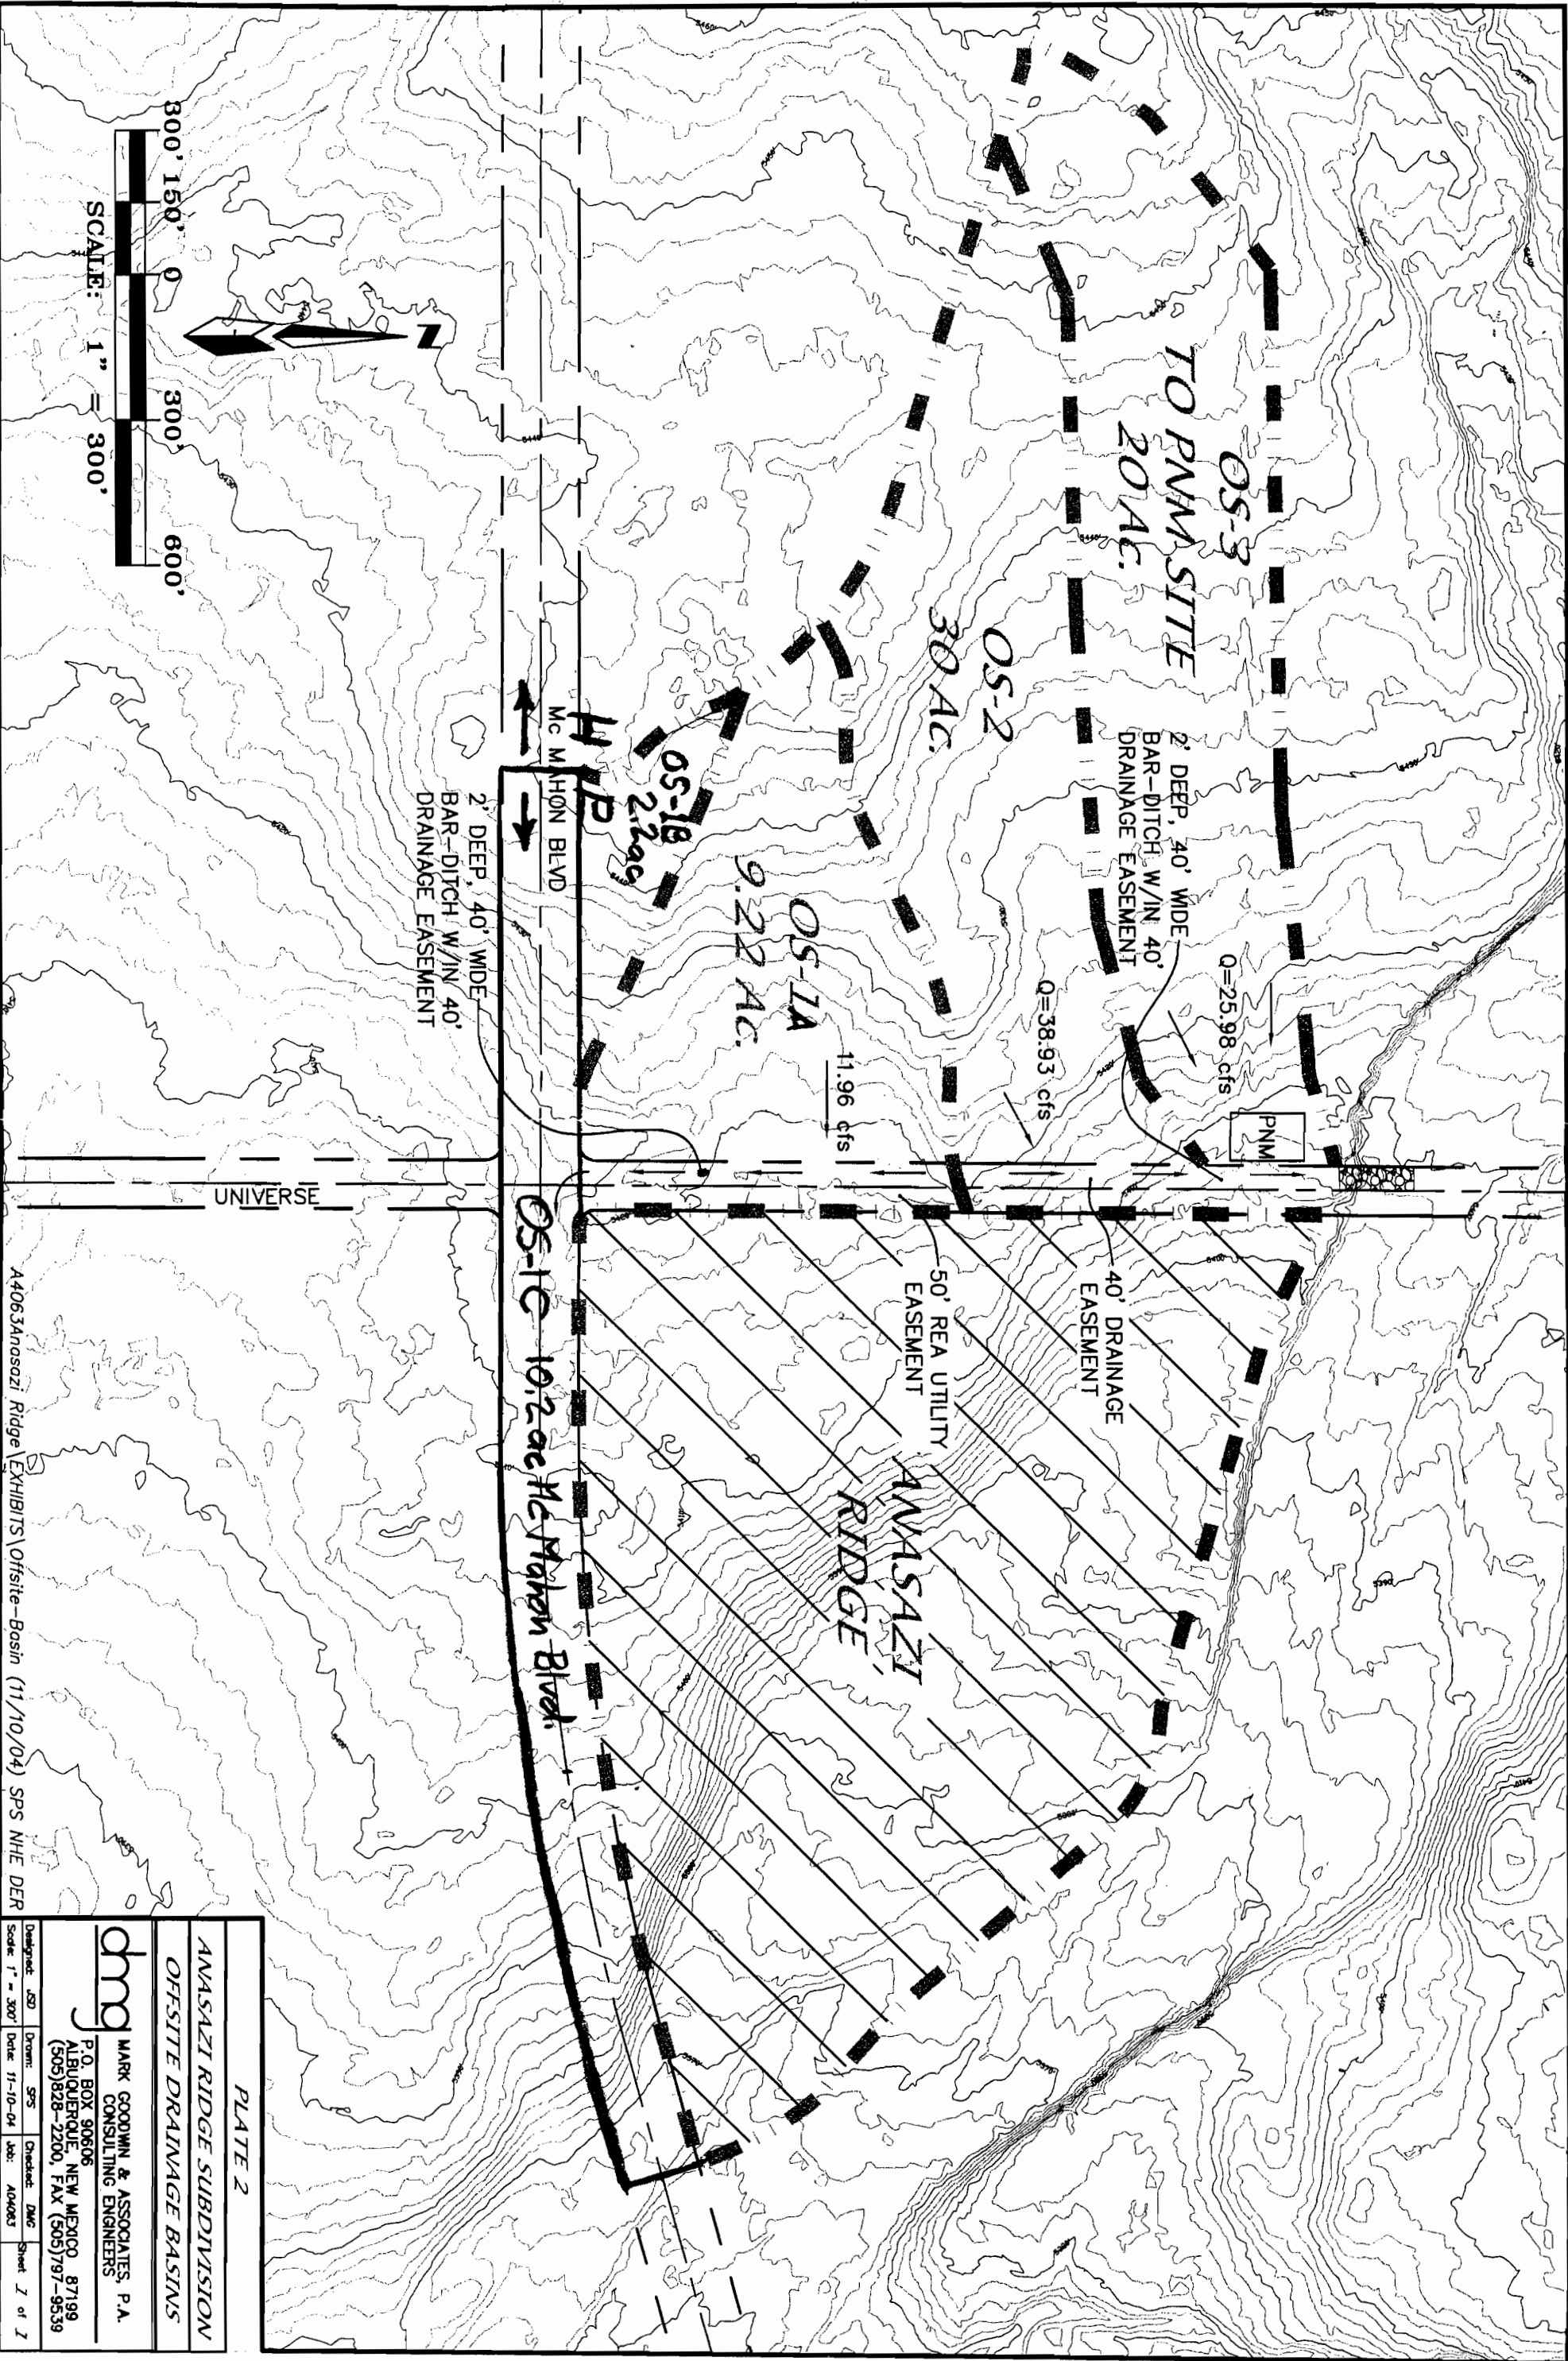 OS-3
TO PNM SITE
20 AC.
OS-2
30 AC.
2' DEEP, 40' WIDE
BAR-DITCH W/IN 40'
DRAINAGE EASEMENT
Q=25.98 cfs
Q=38.93 cfs
PNM
OS-1A
9.22 AC.
11.96 cfs
OS-1B
2.2ac
HP
Mc MAHON BLVD
2' DEEP, 40' WIDE
BAR-DITCH W/IN 40'
DRAINAGE EASEMENT
UNIVERSE
40' DRAINAGE
EASEMENT
50' REA UTILITY
EASEMENT
ANASAZI
RIDGE
OS-1C 10.2ac Mc Mahon Blvd.
N
300' 150' 0 300' 600'
SCALE: 1" = 300'
PLATE 2
ANASAZI RIDGE SUBDIVISION
OFFSITE DRAINAGE BASINS
dmg
MARK GOODWIN & ASSOCIATES, P.A.
CONSULTING ENGINEERS
P.O. BOX 90606
ALBUQUERQUE, NEW MEXICO 87199
(505)828-2200, FAX (505)797-9539
Designed: JSD Drawn: SPS Checked: DMG Sheet 1 of 1
Scale: 1" = 300' Date: 11-10-04 Job: A04063
A4063Anasazi Ridge\EXHIBITS\Offsite-Basin (11/10/04) SPS NHE DER